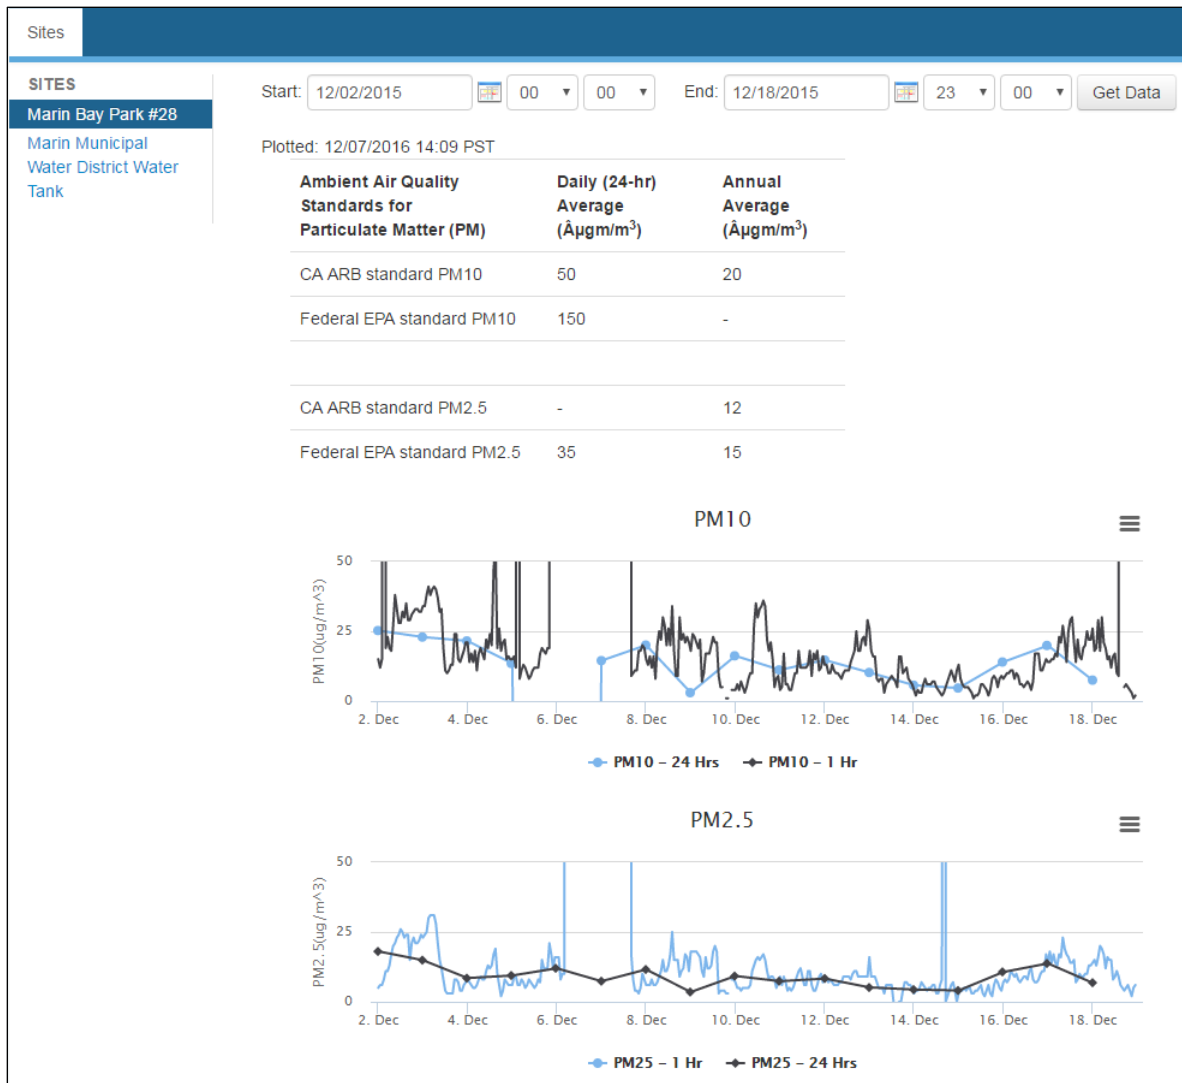 Sites
SITES
Marin Bay Park #28
Marin Municipal
Water District Water
Tank
Start: 12/02/2015 00 00 End: 12/18/2015 23 00 Get Data
Plotted: 12/07/2016 14:09 PST
Ambient Air Quality Standards for Particulate Matter (PM) Daily (24-hr) Average (Âµgm/m³) Annual Average (Âµgm/m³)
CA ARB standard PM10 50 20
Federal EPA standard PM10 150 -
CA ARB standard PM2.5 - 12
Federal EPA standard PM2.5 35 15
PM10
PM10(ug/m^3)
50
25
0
2. Dec 4. Dec 6. Dec 8. Dec 10. Dec 12. Dec 14. Dec 16. Dec 18. Dec
PM10 – 24 Hrs PM10 – 1 Hr
PM2.5
PM2.5(ug/m^3)
50
25
0
2. Dec 4. Dec 6. Dec 8. Dec 10. Dec 12. Dec 14. Dec 16. Dec 18. Dec
PM25 – 1 Hr PM25 – 24 Hrs